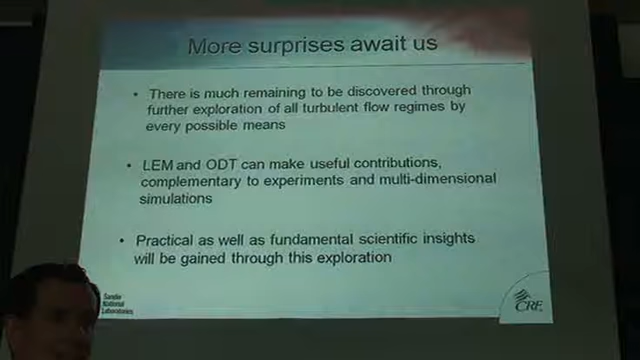 More surprises await us
• There is much remaining to be discovered through
further exploration of all turbulent flow regimes by
every possible means
• LEM and ODT can make useful contributions,
complementary to experiments and multi-dimensional
simulations
• Practical as well as fundamental scientific insights
will be gained through this exploration
Sandia
National
Laboratories
CRF